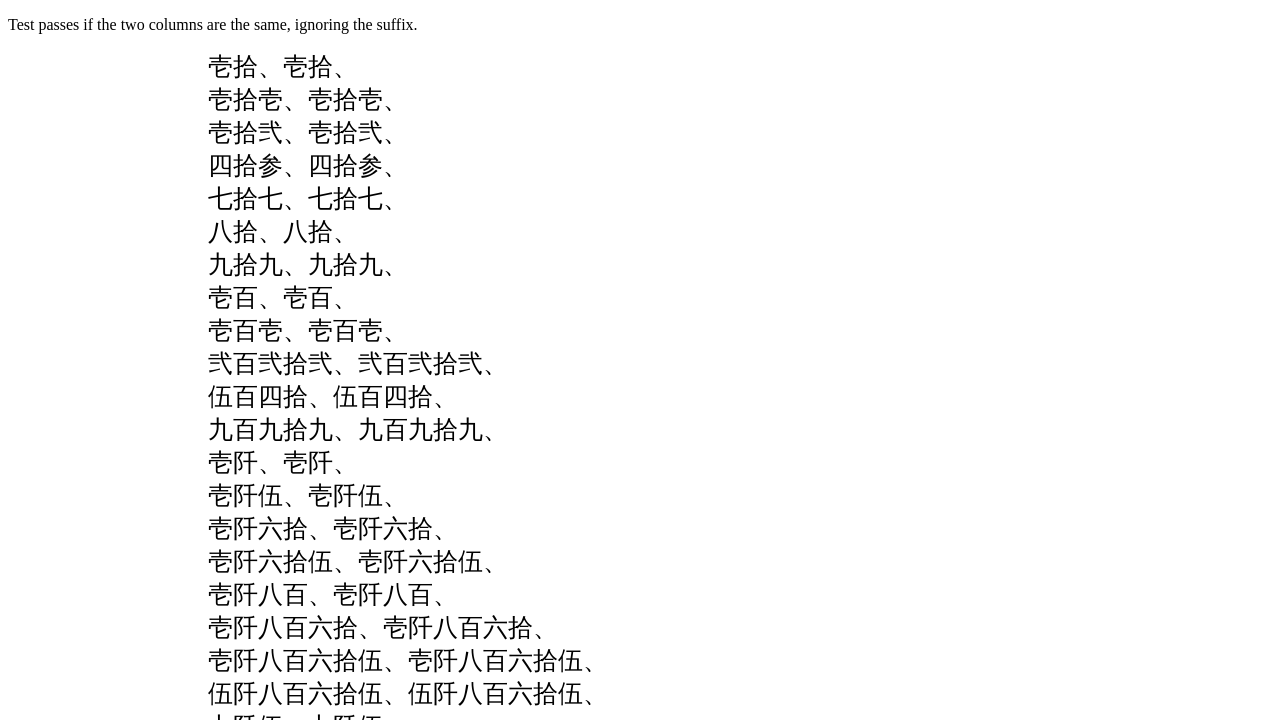 Test passes if the two columns are the same, ignoring the suffix.
壱拾、壱拾、
壱拾壱、壱拾壱、
壱拾弐、壱拾弐、
四拾参、四拾参、
七拾七、七拾七、
八拾、八拾、
九拾九、九拾九、
壱百、壱百、
壱百壱、壱百壱、
弐百弐拾弐、弐百弐拾弐、
伍百四拾、伍百四拾、
九百九拾九、九百九拾九、
壱阡、壱阡、
壱阡伍、壱阡伍、
壱阡六拾、壱阡六拾、
壱阡六拾伍、壱阡六拾伍、
壱阡八百、壱阡八百、
壱阡八百六拾、壱阡八百六拾、
壱阡八百六拾伍、壱阡八百六拾伍、
伍阡八百六拾伍、伍阡八百六拾伍、